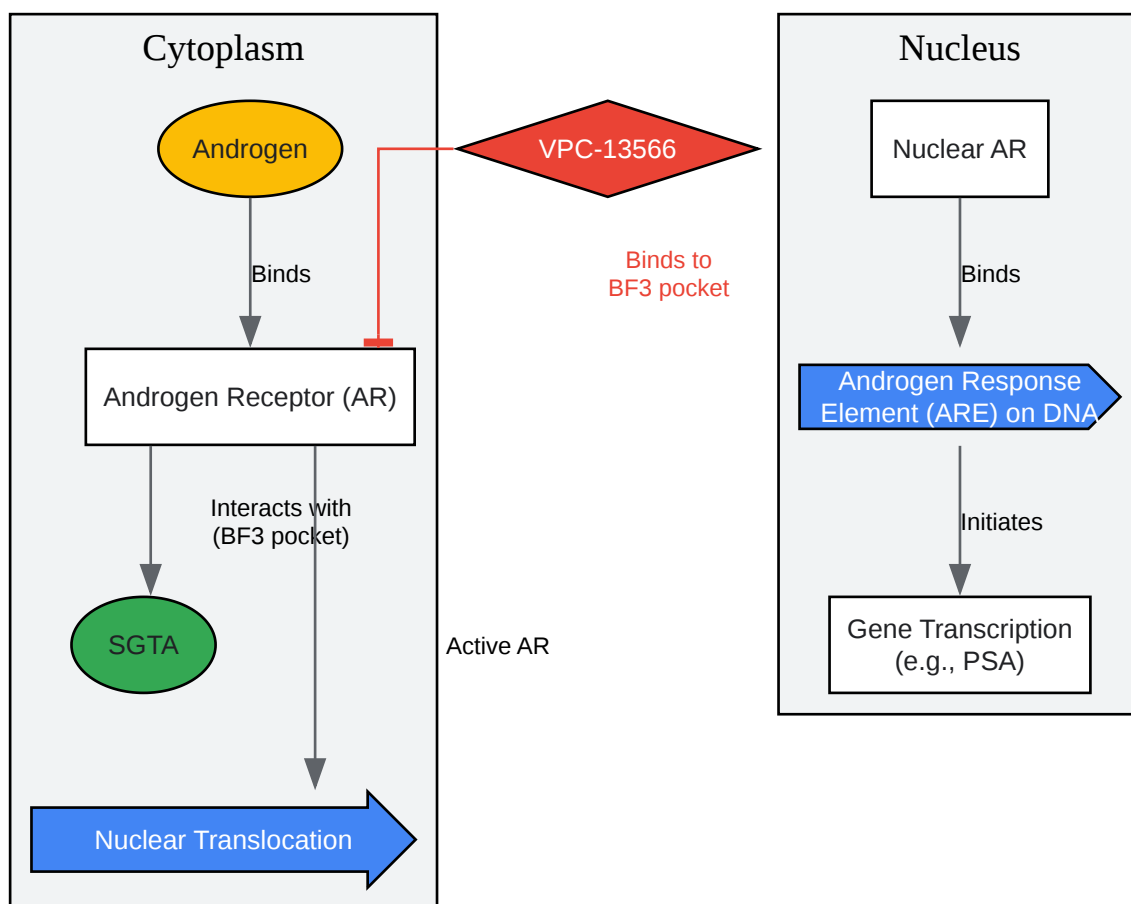 Cytoplasm
Androgen
Binds
Androgen Receptor (AR)
Interacts with
(BF3 pocket)
SGTA
Active AR
Nuclear Translocation
VPC-13566
Binds to
BF3 pocket
Nucleus
Nuclear AR
Binds
Androgen Response
Element (ARE) on DNA
Initiates
Gene Transcription
(e.g., PSA)